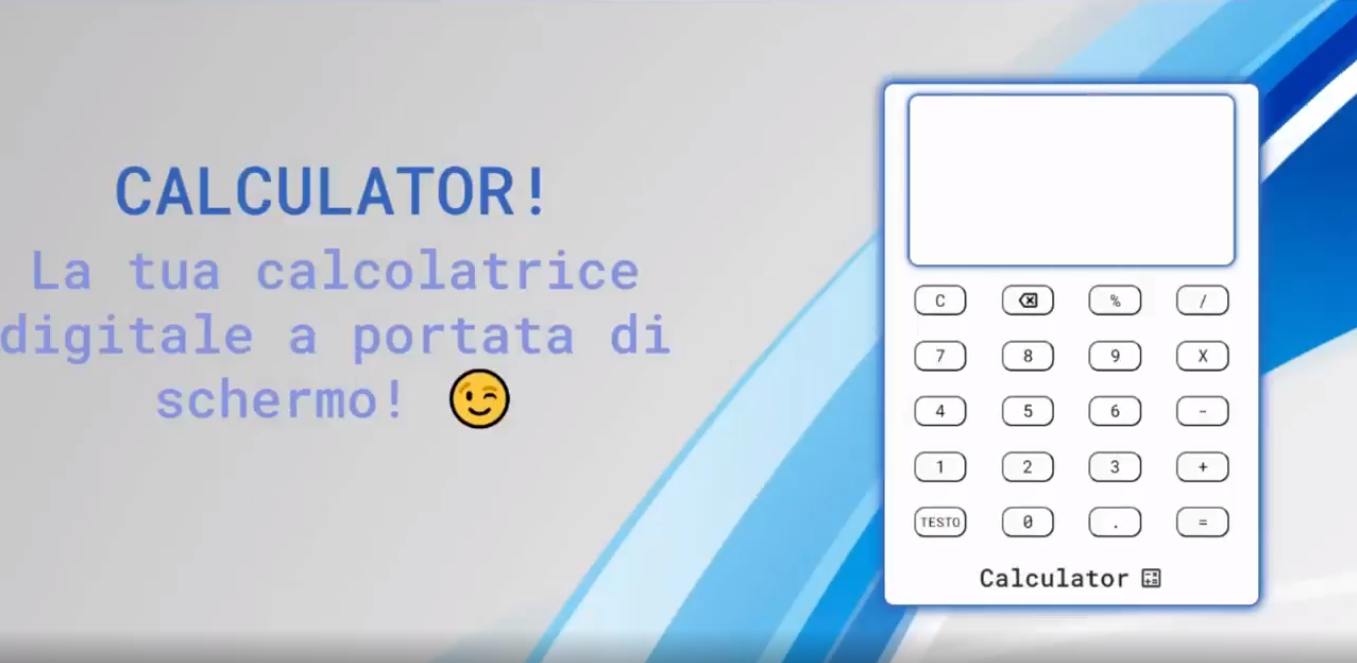 CALCULATOR!
La tua calcolatrice
digitale a portata di
schermo! 😉
C ⌫ % /
7 8 9 X
4 5 6 -
1 2 3 +
TESTO 0 . =
Calculator